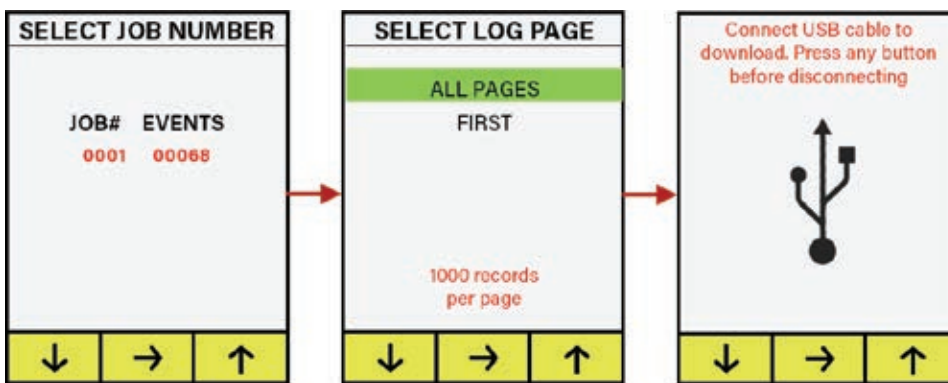 SELECT JOB NUMBER
JOB# EVENTS
0001 00068
SELECT LOG PAGE
ALL PAGES
FIRST
1000 records
per page
Connect USB cable to
download. Press any button
before disconnecting